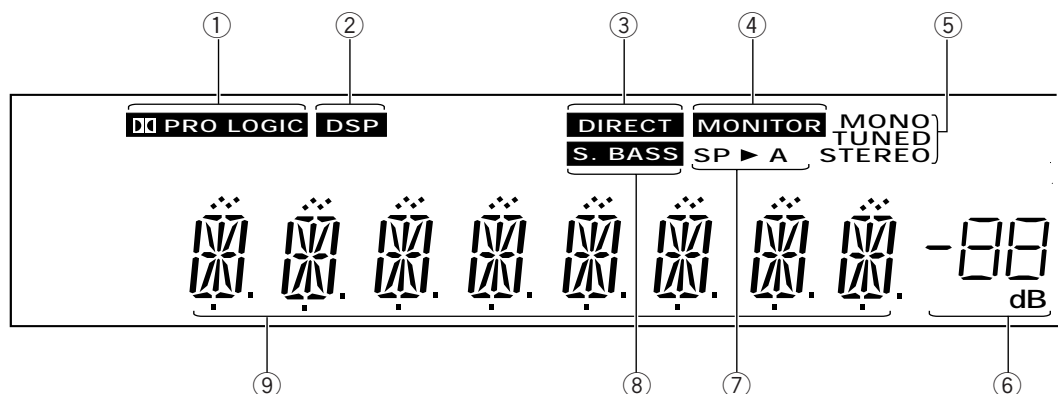 ① ② ③ ④ ⑤
PRO LOGIC DSP DIRECT MONITOR MONO
TUNED
S. BASS SP ► A STEREO
-88
dB
⑨ ⑧ ⑦ ⑥